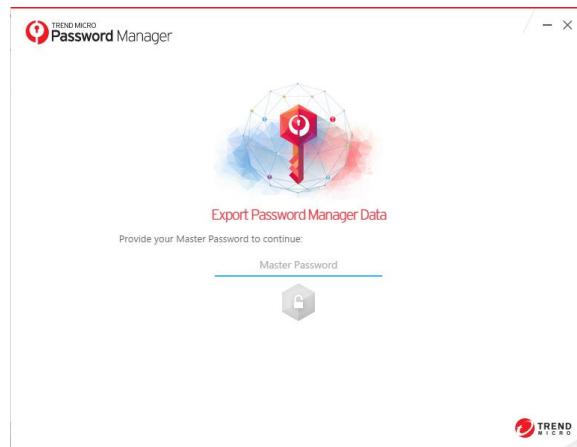 TREND MICRO
Password Manager
Export Password Manager Data
Provide your Master Password to continue:
Master Password
TREND
MICRO